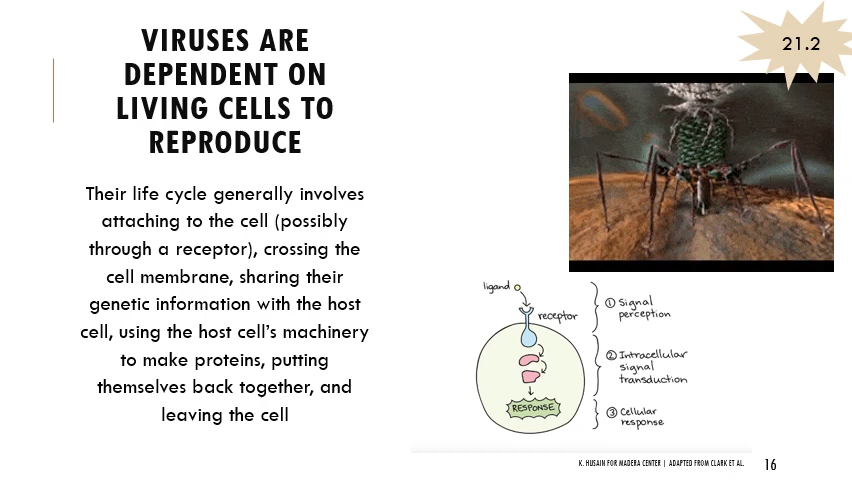 VIRUSES ARE
DEPENDENT ON
LIVING CELLS TO
REPRODUCE
21.2
Their life cycle generally involves
attaching to the cell (possibly
through a receptor), crossing the
cell membrane, sharing their
genetic information with the host
cell, using the host cell’s machinery
to make proteins, putting
themselves back together, and
leaving the cell
ligand
receptor
RESPONSE
① Signal
perception
② Intracellular
signal
transduction
③ Cellular
response
K. HUSAIN FOR MADERA CENTER | ADAPTED FROM CLARK ET AL.
16